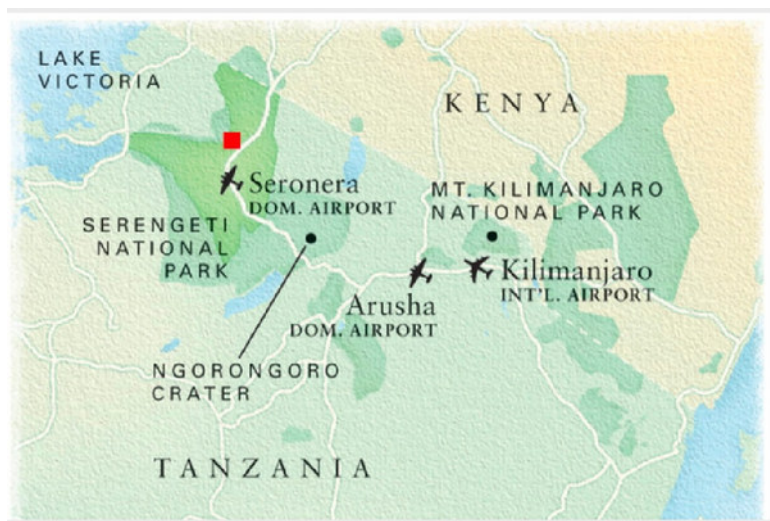 LAKE
VICTORIA
KENYA
Seronera
DOM. AIRPORT
MT. KILIMANJARO
NATIONAL PARK
SERENGETI
NATIONAL
PARK
Kilimanjaro
INT'L. AIRPORT
Arusha
DOM. AIRPORT
NGORONGORO
CRATER
TANZANIA